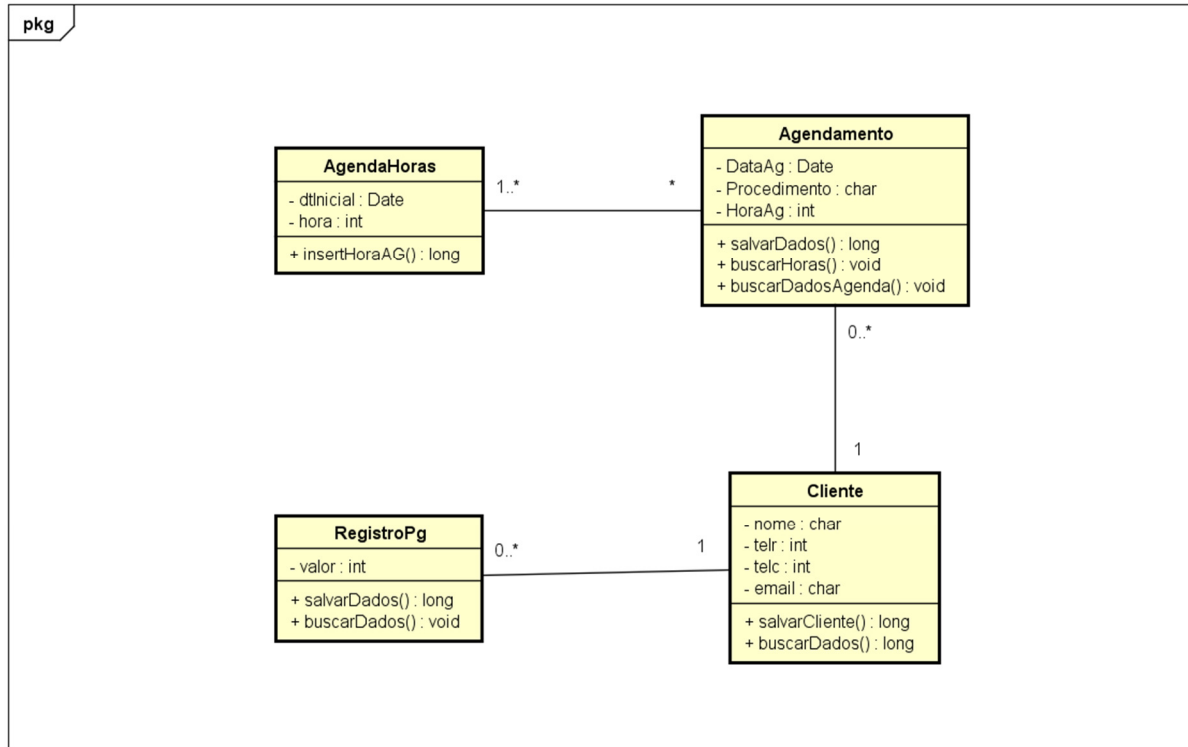 pkg
AgendaHoras
- dtInicial : Date
- hora : int
+ insertHoraAG() : long
1..*
*
Agendamento
- DataAg : Date
- Procedimento : char
- HoraAg : int
+ salvarDados() : long
+ buscarHoras() : void
+ buscarDadosAgenda() : void
0..*
1
RegistroPg
- valor : int
+ salvarDados() : long
+ buscarDados() : void
0..*
1
Cliente
- nome : char
- telr : int
- telc : int
- email : char
+ salvarCliente() : long
+ buscarDados() : long